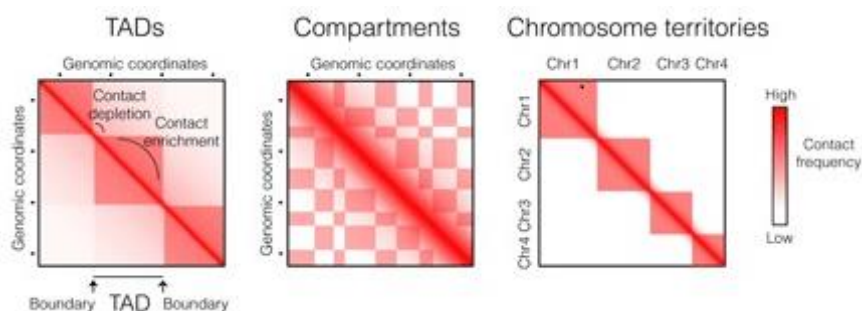 TADs
Genomic coordinates
Genomic coordinates
Contact
depletion
Contact
enrichment
Boundary
TAD
Boundary
Compartments
Genomic coordinates
Genomic coordinates
Chromosome territories
Chr1 Chr2 Chr3 Chr4
Chr1
Chr2
Chr3
Chr4
High
Contact
frequency
Low